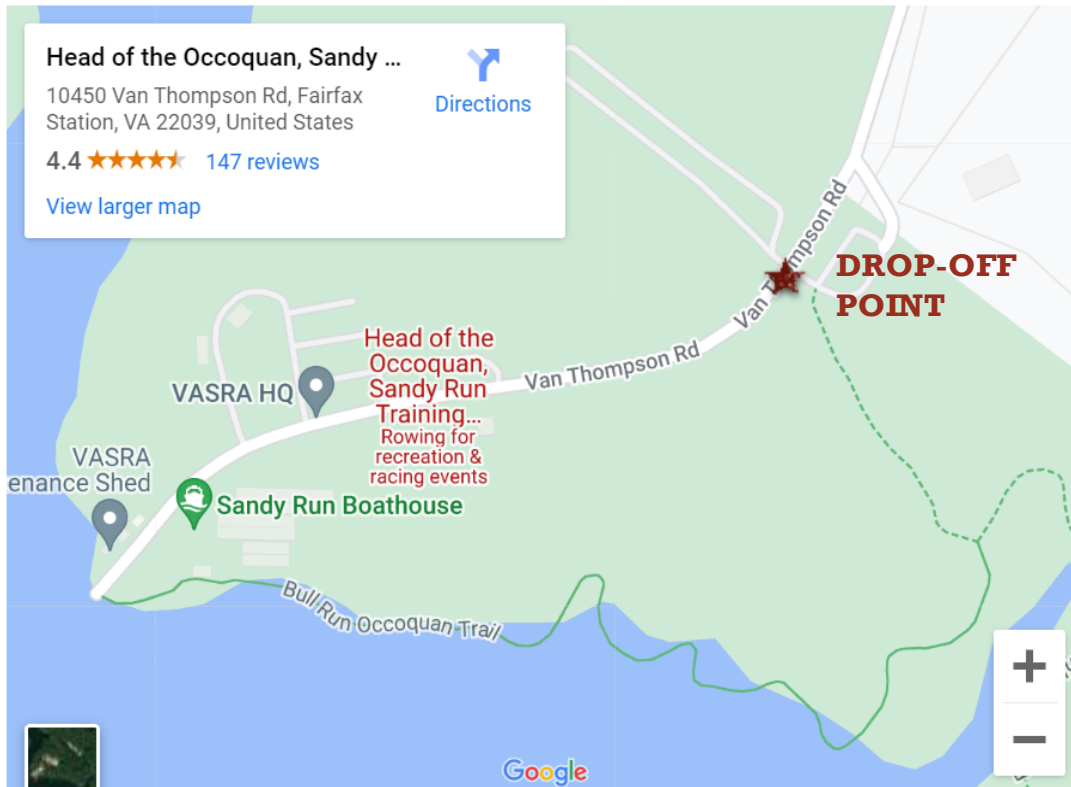 Head of the Occoquan, Sandy ...
10450 Van Thompson Rd, Fairfax
Station, VA 22039, United States
4.4
147 reviews
View larger map
Directions
Van Thompson Rd
DROP-OFF
POINT
Van Thompson Rd
Head of the
Occoquan,
Sandy Run
Training...
Rowing for
recreation &
racing events
VASRA HQ
VASRA
enance Shed
Sandy Run Boathouse
Bull Run Occoquan Trail
Google